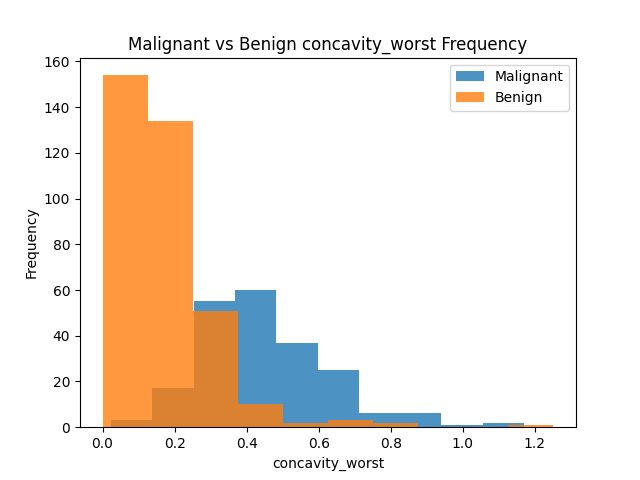 Malignant vs Benign concavity_worst Frequency
Malignant
Benign
160
140
120
100
80
60
40
20
0
Frequency
0.0 0.2 0.4 0.6 0.8 1.0 1.2
concavity_worst